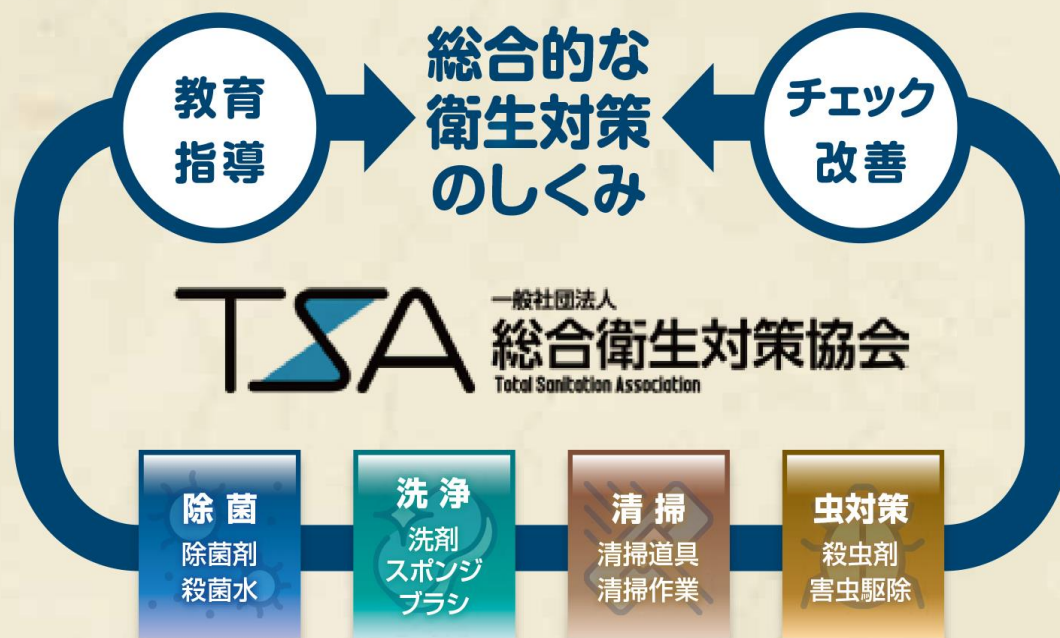 教育
指導
総合的な
衛生対策
のしくみ
チェック
改善
TSA
一般社団法人
総合衛生対策協会
Total Sanitation Association
除菌
除菌剤
殺菌水
洗浄
洗剤
スポンジ
ブラシ
清掃
清掃道具
清掃作業
虫対策
殺虫剤
害虫駆除